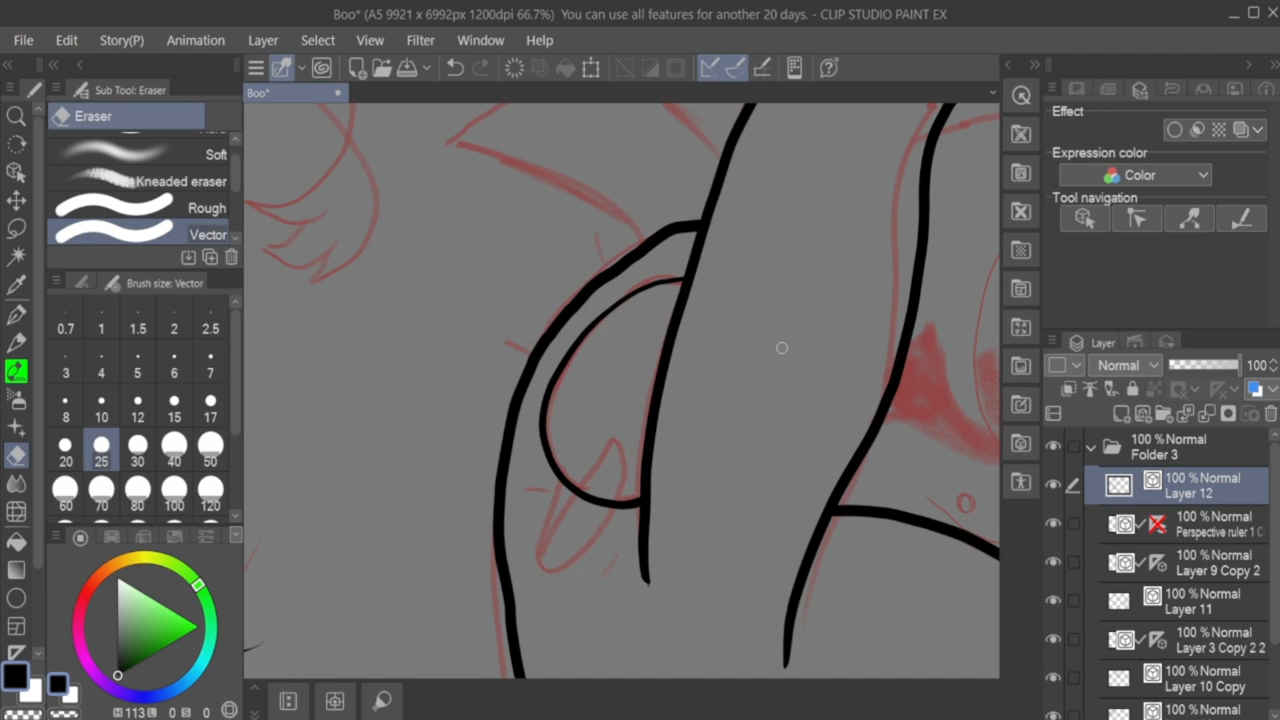 Boo* (A5 9921 x 6992px 1200dpi 66.7%) You can use all features for another 20 days. - CLIP STUDIO PAINT EX
File Edit Story(P) Animation Layer Select View Filter Window Help
Sub Tool: Eraser
Boo*
Eraser
Soft
Kneaded eraser
Rough
Vector
Brush size: Vector
0.7 1 1.5 2 2.5
3 4 5 6 7
8 10 12 15 17
20 25 30 40 50
60 70 80 100 120
H 113 L 0 S 0
Effect
Expression color
Color
Tool navigation
Layer
Normal 100
100 % Normal
Folder 3
100 % Normal
Layer 12
100 % Normal
Perspective ruler 1 C
100 % Normal
Layer 9 Copy 2
100 % Normal
Layer 11
100 % Normal
Layer 3 Copy 2 2
100 % Normal
Layer 10 Copy
100 % Normal